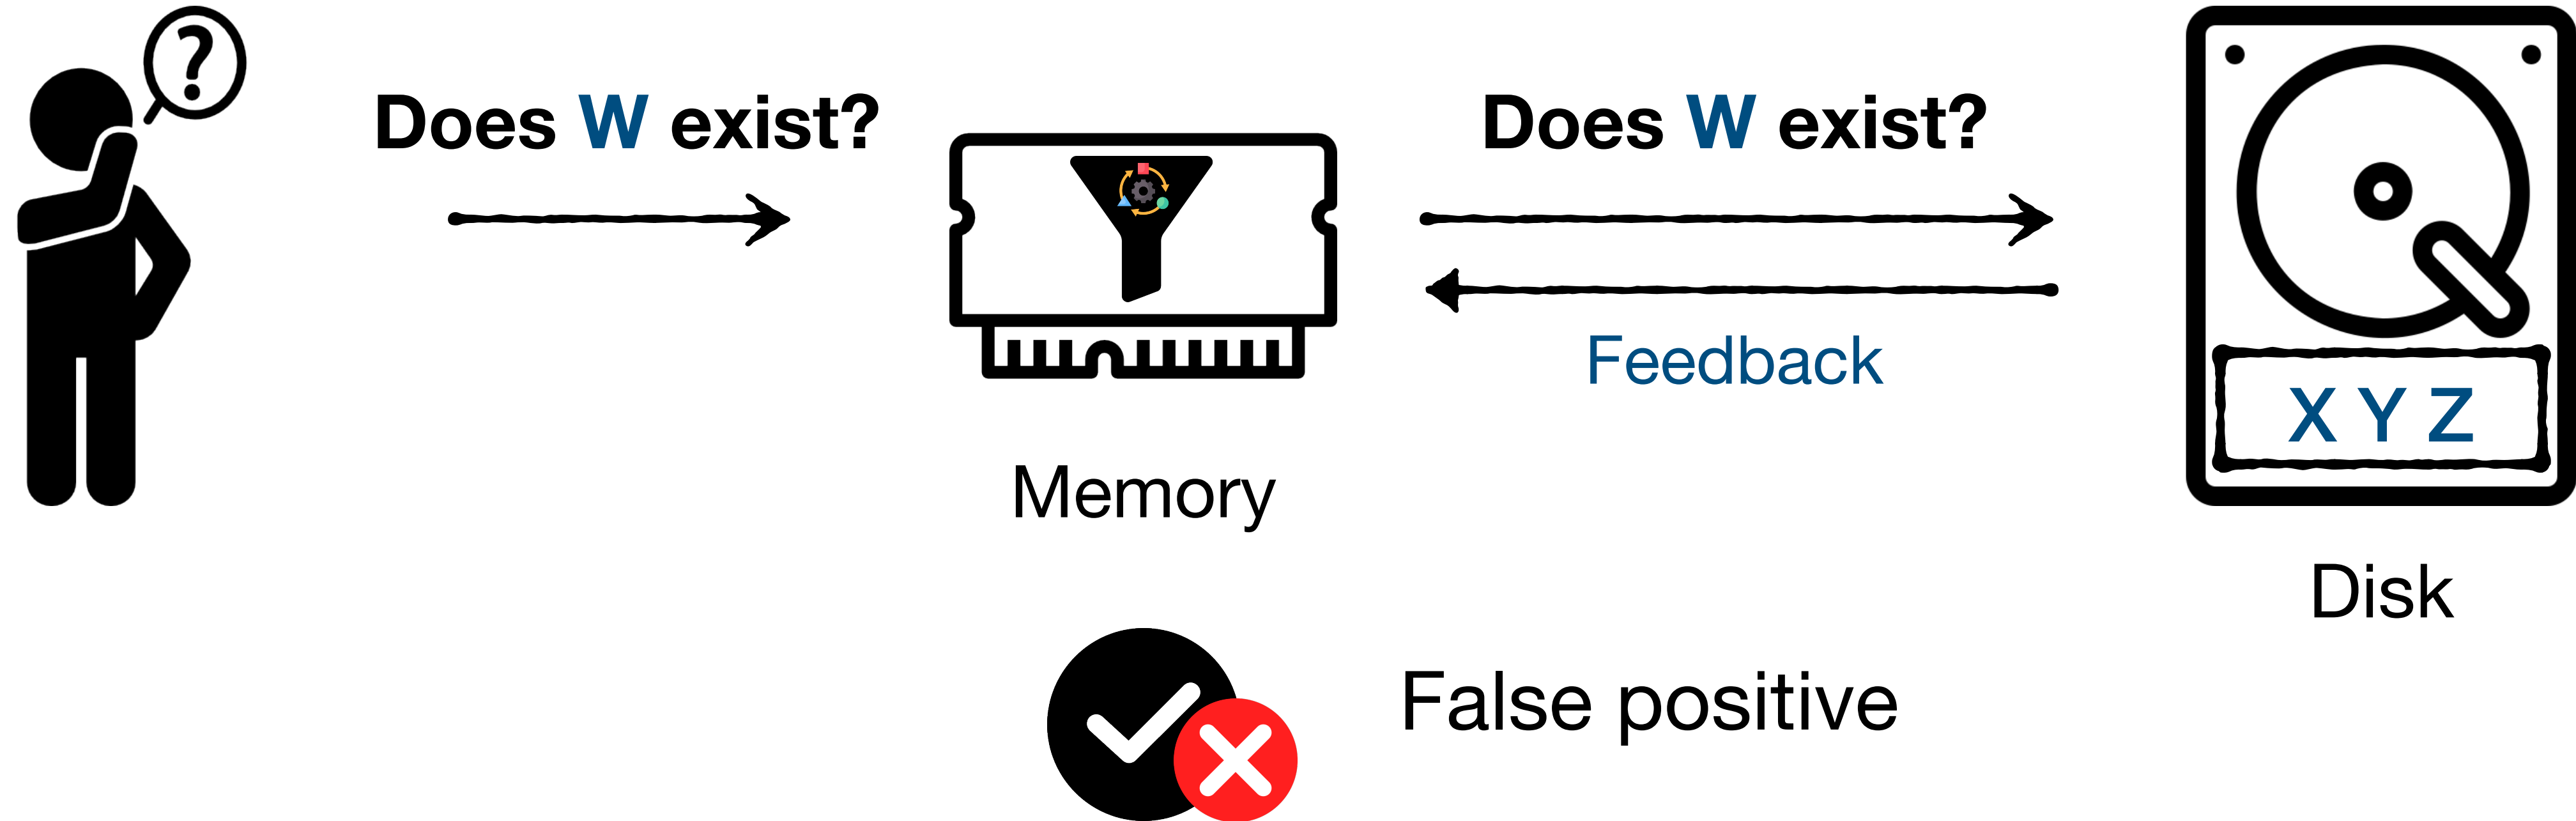 ?
Does W exist?
Does W exist?
Feedback
X Y Z
Memory
Disk
False positive